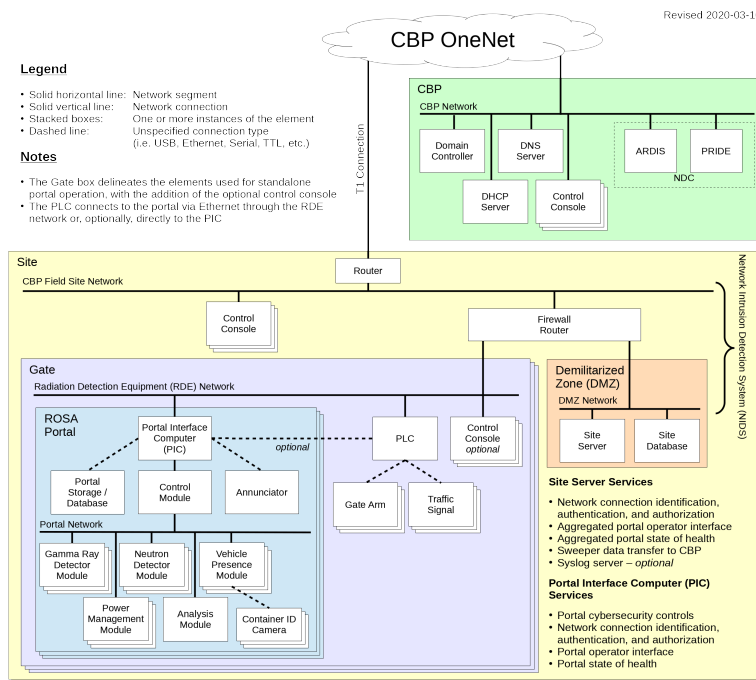 Revised 2020-03-1
CBP OneNet
Legend
• Solid horizontal line: Network segment
• Solid vertical line: Network connection
• Stacked boxes: One or more instances of the element
• Dashed line: Unspecified connection type
(i.e. USB, Ethernet, Serial, TTL, etc.)
Notes
• The Gate box delineates the elements used for standalone
portal operation, with the addition of the optional control console
• The PLC connects to the portal via Ethernet through the RDE
network or, optionally, directly to the PIC
T1 Connection
CBP
CBP Network
Domain
Controller
DNS
Server
ARDIS
PRIDE
NDC
DHCP
Server
Control
Console
Site
Router
CBP Field Site Network
Control
Console
Firewall
Router
Network Intrusion Detection System (NIDS)
Gate
Radiation Detection Equipment (RDE) Network
ROSA
Portal
Portal Interface
Computer
(PIC)
optional
PLC
Control
Console
optional
Portal
Storage /
Database
Control
Module
Annunciator
Gate Arm
Traffic
Signal
Portal Network
Gamma Ray
Detector
Module
Neutron
Detector
Module
Vehicle
Presence
Module
Power
Management
Module
Analysis
Module
Container ID
Camera
Demilitarized
Zone (DMZ)
DMZ Network
Site
Server
Site
Database
Site Server Services
• Network connection identification,
authentication, and authorization
• Aggregated portal operator interface
• Aggregated portal state of health
• Sweeper data transfer to CBP
• Syslog server – optional
Portal Interface Computer (PIC)
Services
• Portal cybersecurity controls
• Network connection identification,
authentication, and authorization
• Portal operator interface
• Portal state of health